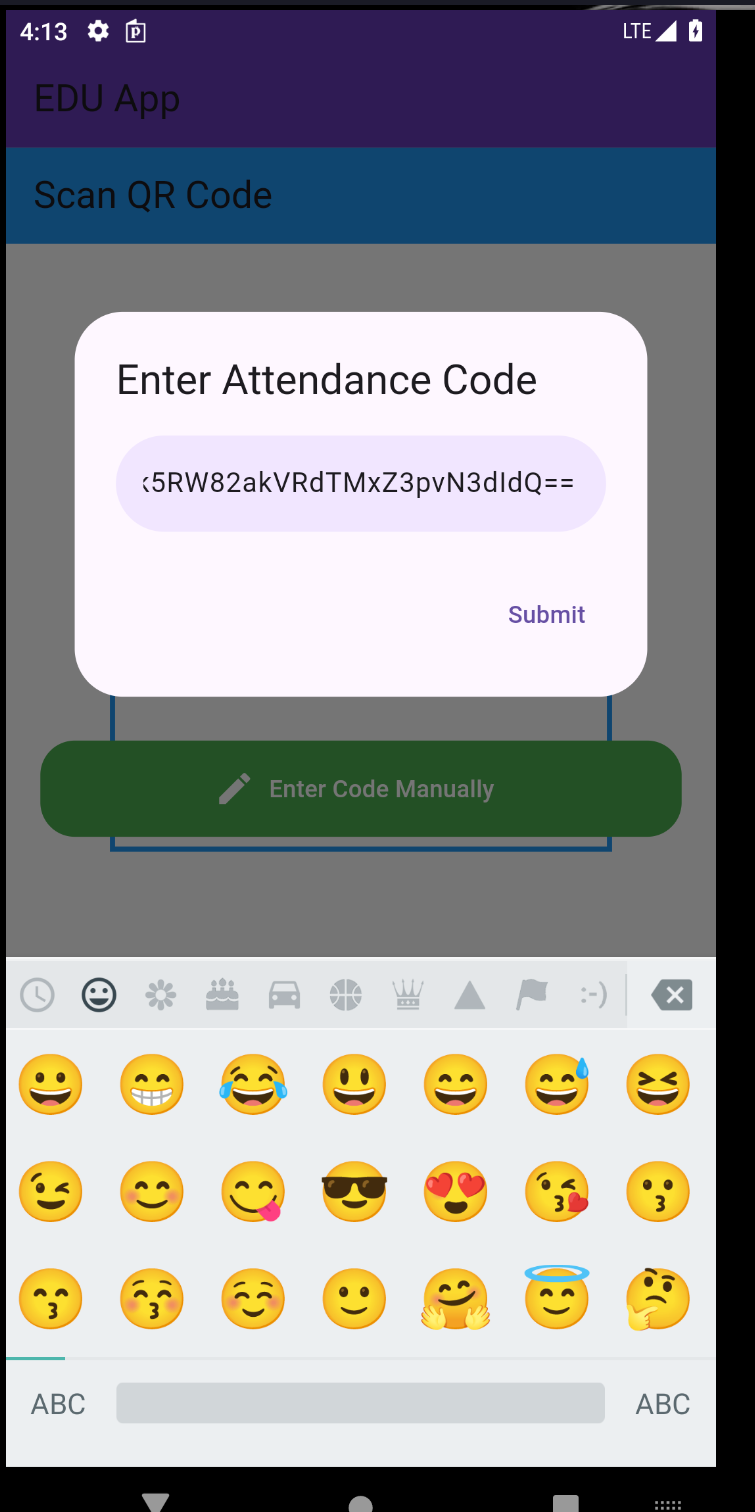 4:13 LTE
EDU App
Scan QR Code
Enter Attendance Code
5RW82akVRdTMxZ3pvN3dIdQ==
Submit
Enter Code Manually
:-)
ABC ABC